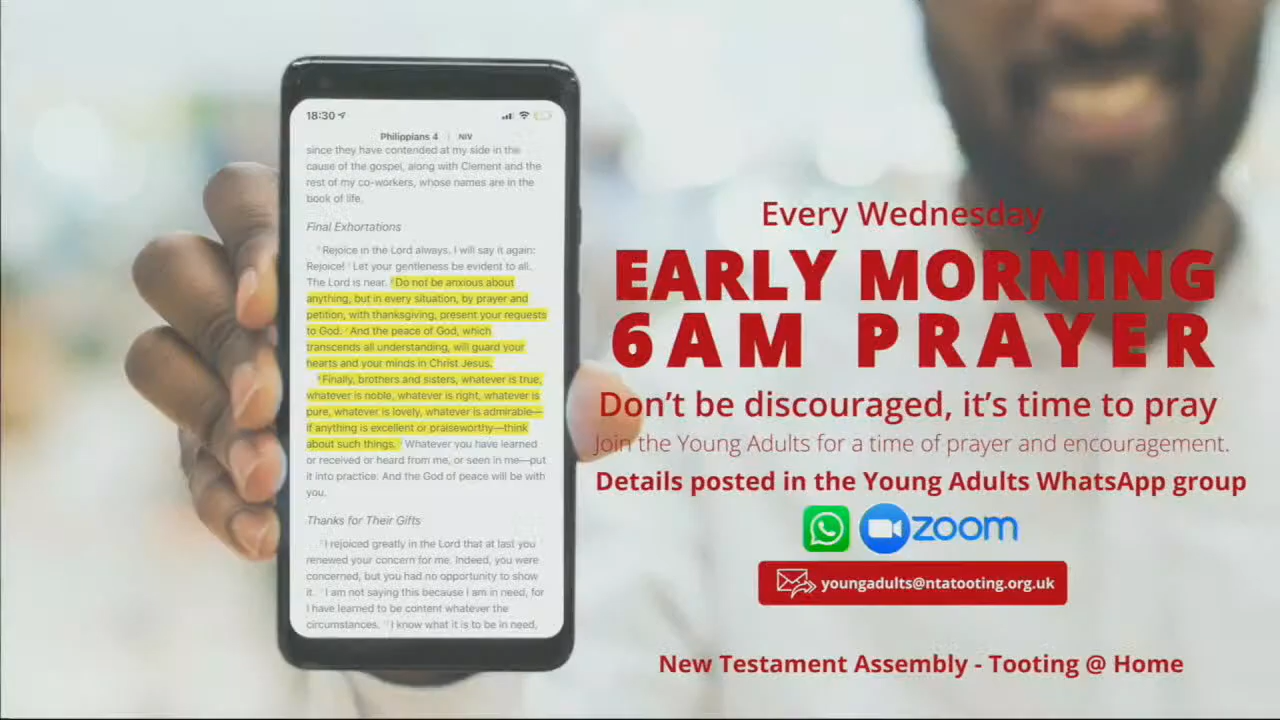 18:30
Philippians 4 | NIV
since they have contended at my side in the
cause of the gospel, along with Clement and the
rest of my co-workers, whose names are in the
book of life.
Final Exhortations
Rejoice in the Lord always. I will say it again:
Rejoice! Let your gentleness be evident to all.
The Lord is near. Do not be anxious about
anything, but in every situation, by prayer and
petition, with thanksgiving, present your requests
to God. And the peace of God, which
transcends all understanding, will guard your
hearts and your minds in Christ Jesus.
Finally, brothers and sisters, whatever is true,
whatever is noble, whatever is right, whatever is
pure, whatever is lovely, whatever is admirable—
if anything is excellent or praiseworthy—think
about such things. Whatever you have learned
or received or heard from me, or seen in me—put
it into practice. And the God of peace will be with
you.
Thanks for Their Gifts
I rejoiced greatly in the Lord that at last you
renewed your concern for me. Indeed, you were
concerned, but you had no opportunity to show
it. I am not saying this because I am in need, for
I have learned to be content whatever the
circumstances. I know what it is to be in need,
Every Wednesday
EARLY MORNING
6AM PRAYER
Don't be discouraged, it's time to pray
Join the Young Adults for a time of prayer and encouragement.
Details posted in the Young Adults WhatsApp group
zoom
youngadults@ntatooting.org.uk
New Testament Assembly - Tooting @ Home